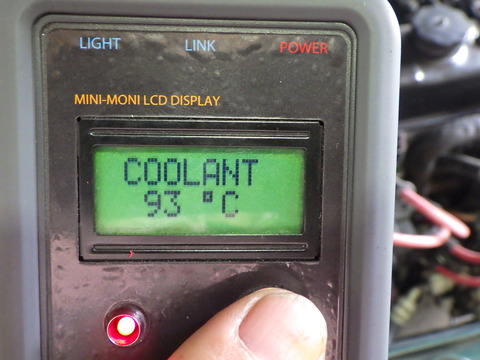 LIGHT LINK POWER
MINI-MONI LCD DISPLAY
COOLANT
93 °C